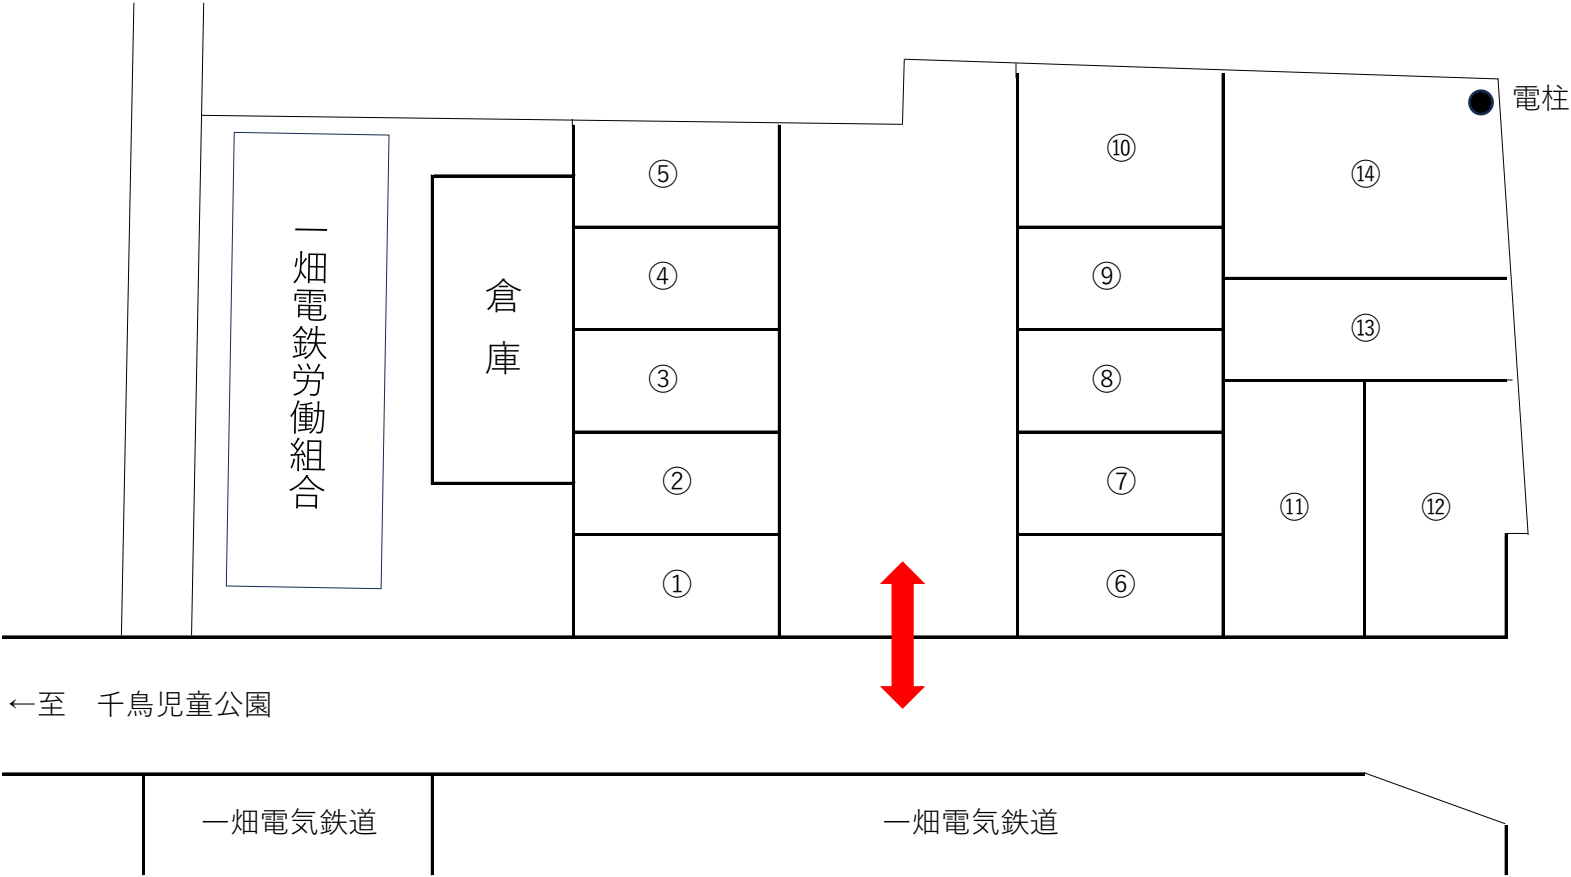 電柱
⑩
⑤
⑭
一畑電鉄労働組合
倉庫
④
⑨
⑬
③
⑧
②
⑦
⑪
⑫
①
⑥
←至　千鳥児童公園
一畑電気鉄道
一畑電気鉄道